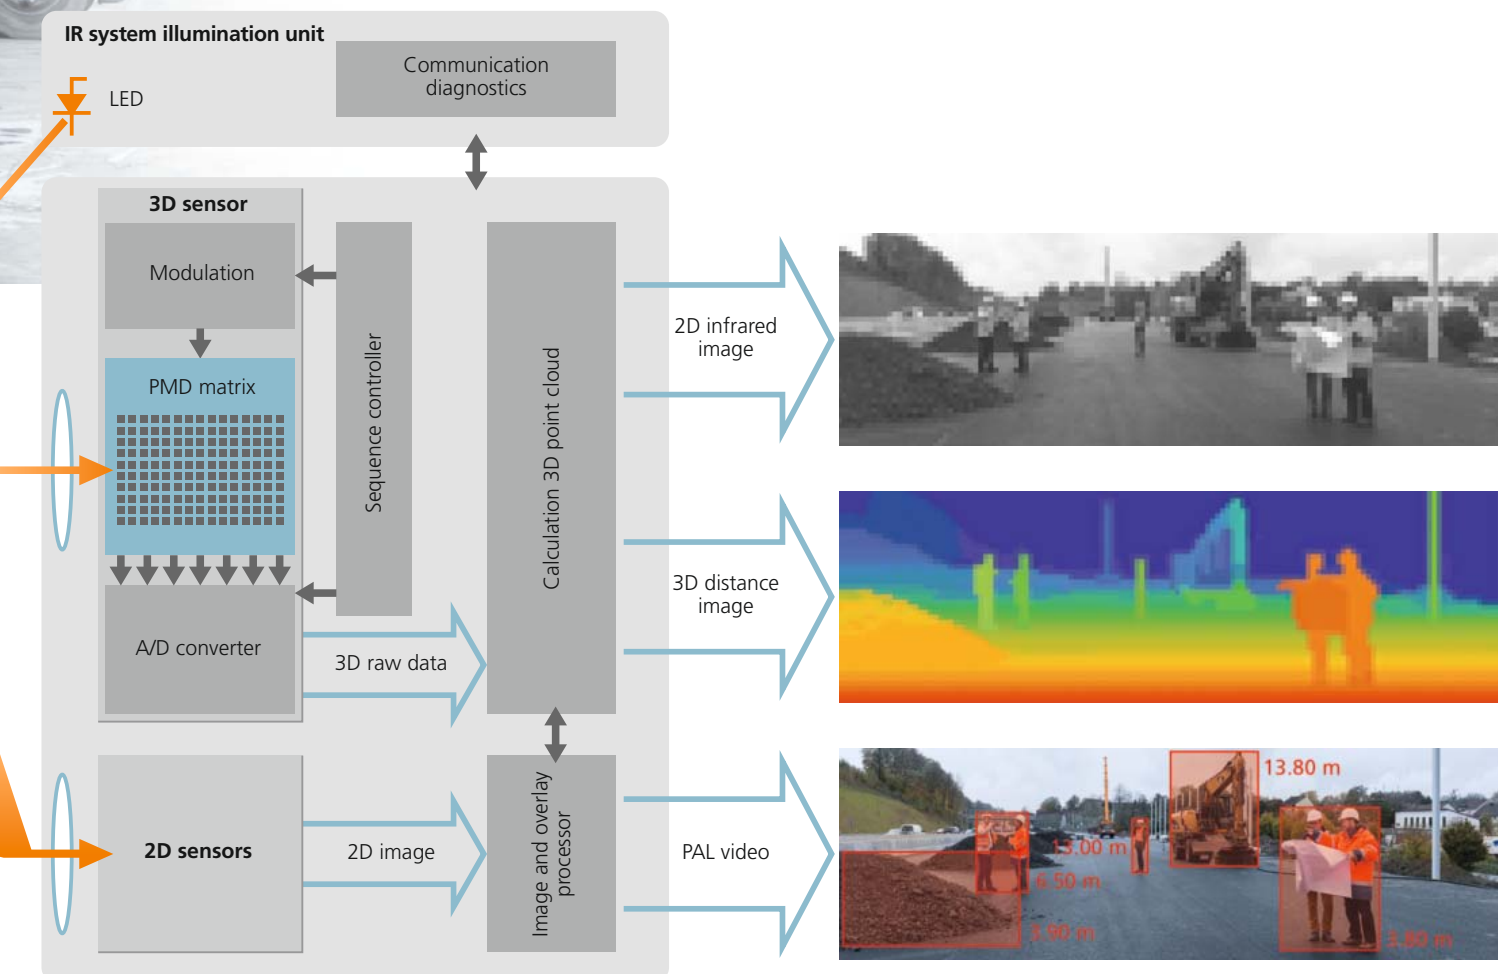 IR system illumination unit
Communication
diagnostics
LED
3D sensor
Modulation
PMD matrix
A/D converter
Sequence controller
3D raw data
Calculation 3D point cloud
2D infrared
image
3D distance
image
2D sensors
2D image
Image and overlay
processor
PAL video
13.80 m
13.00 m
6.50 m
3.90 m
3.80 m